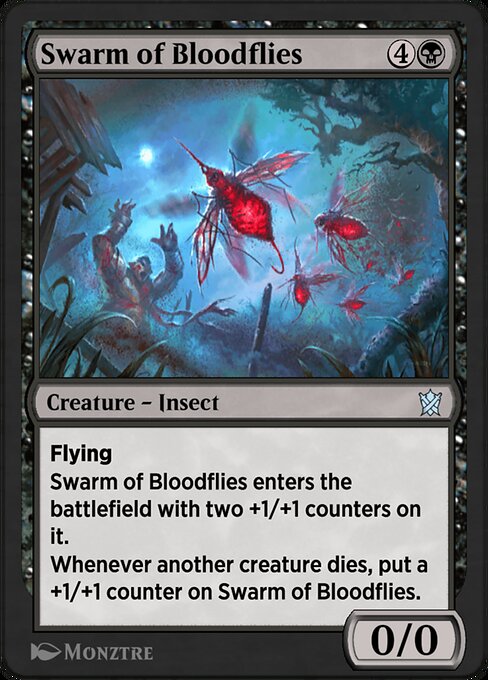 Swarm of Bloodflies 4
Creature – Insect
Flying
Swarm of Bloodflies enters the
battlefield with two +1/+1 counters on
it.
Whenever another creature dies, put a
+1/+1 counter on Swarm of Bloodflies.
0/0
Monztre